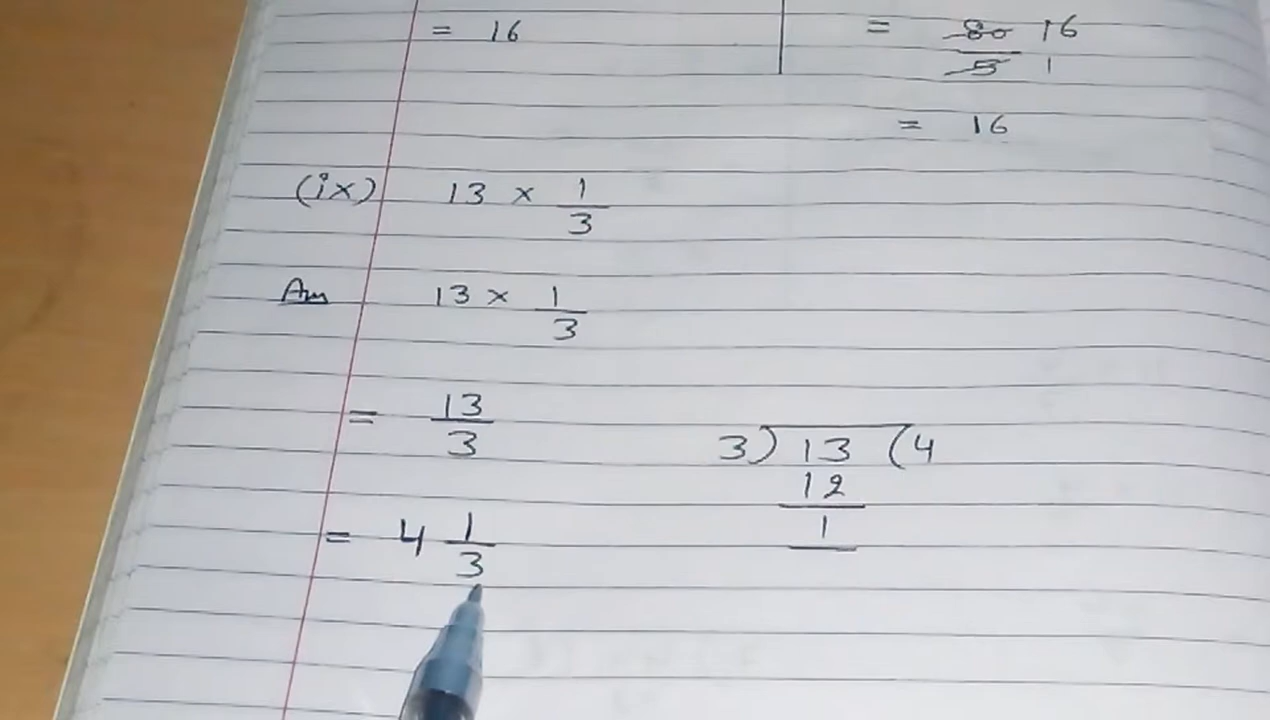 = 16
= 80 16
5 1
= 16
(ix) 13 × 1/3
Ans 13 × 1/3
= 13/3
3) 13 (4
12
1
= 4 1/3